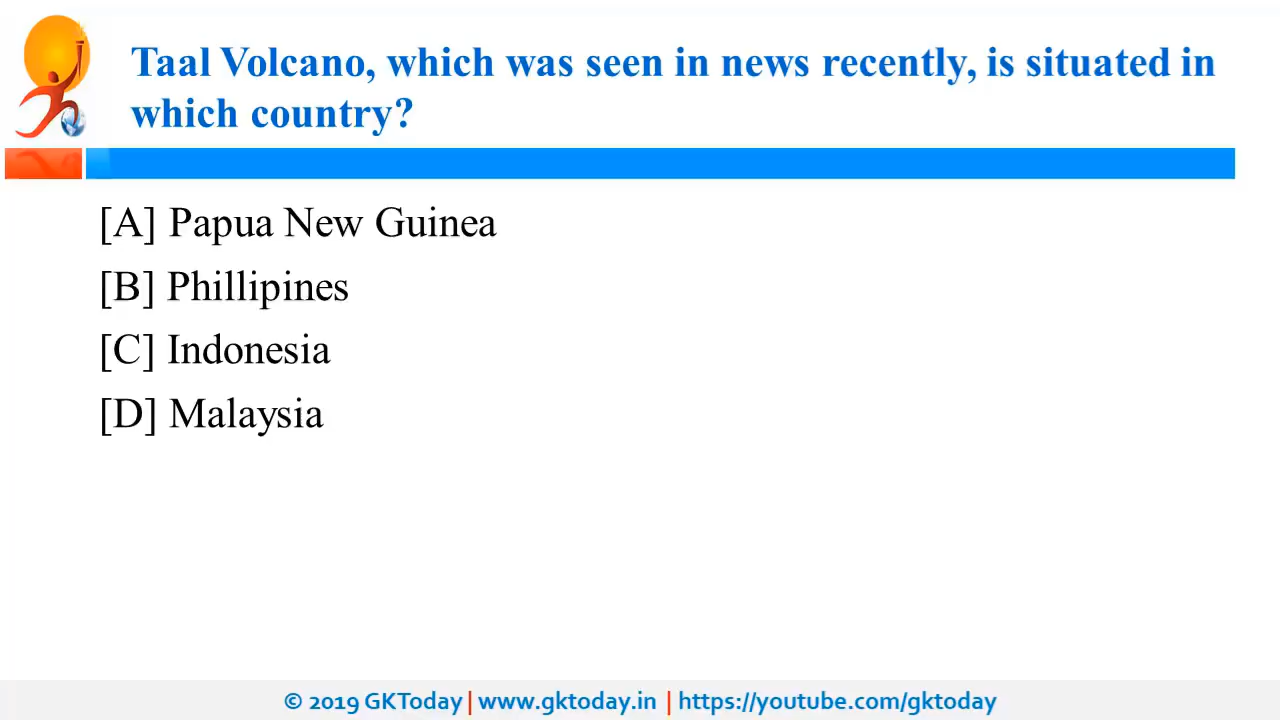 Taal Volcano, which was seen in news recently, is situated in
which country?
[A] Papua New Guinea
[B] Phillipines
[C] Indonesia
[D] Malaysia
© 2019 GKToday | www.gktoday.in | https://youtube.com/gktoday